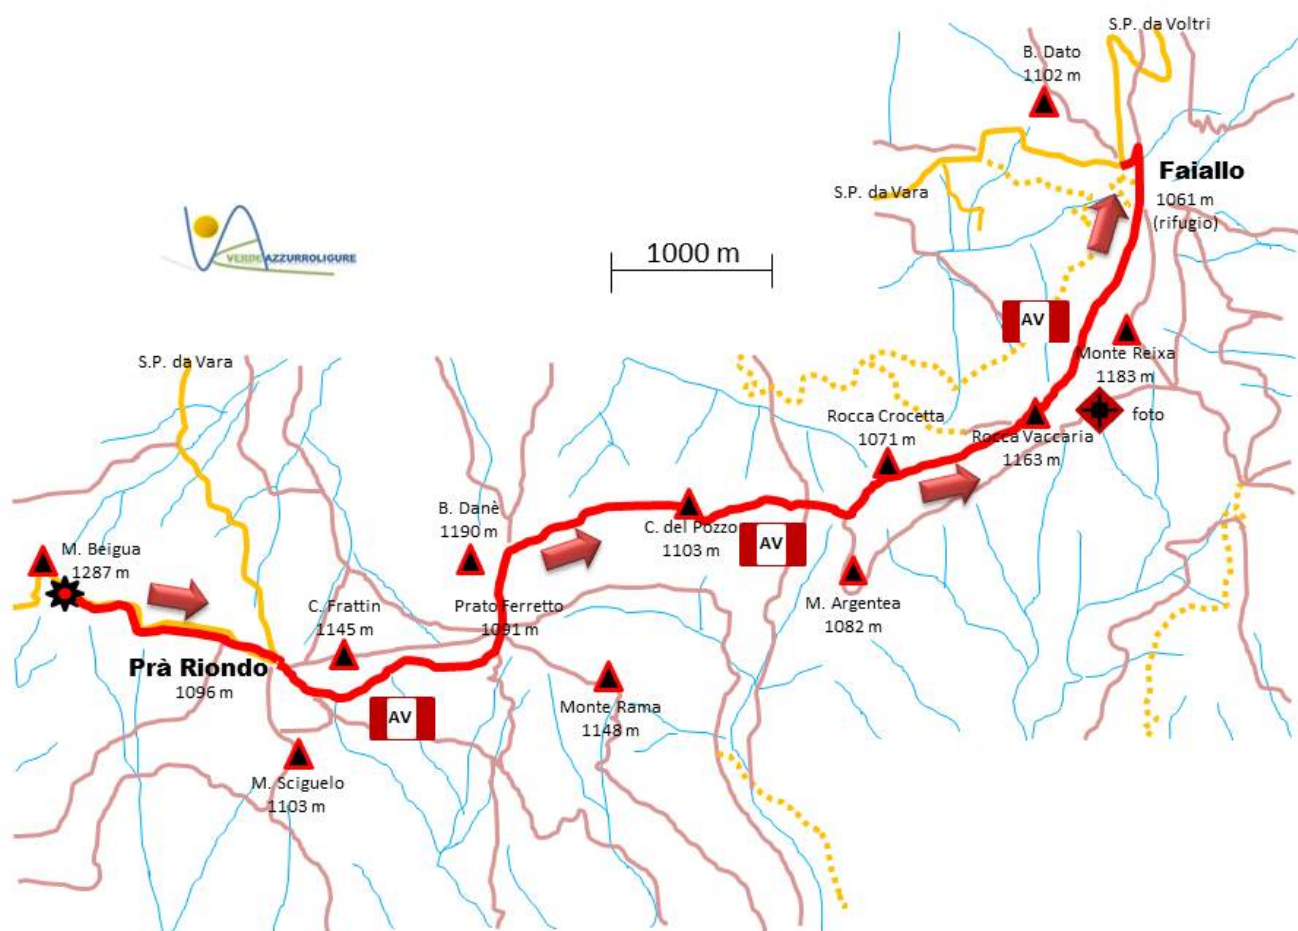 S.P. da Voltri
B. Dato
1102 m
Faiallo
1061 m
(rifugio)
S.P. da Vara
VERDEAZZURROLIGURE
1000 m
AV
Monte Reixa
1183 m
S.P. da Vara
foto
Rocca Crocetta
1071 m
Rocca Vaccaria
1163 m
B. Danè
1190 m
C. del Pozzo
1103 m
AV
M. Beigua
1287 m
C. Frattin
1145 m
Prato Ferretto
1091 m
M. Argentea
1082 m
Prà Riondo
1096 m
Monte Rama
1148 m
AV
M. Sciguelo
1103 m